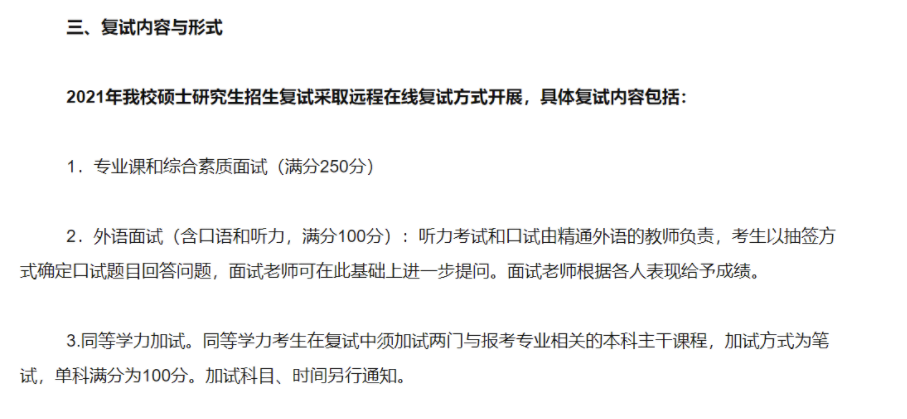 三、复试内容与形式
2021年我校硕士研究生招生复试采取远程在线复试方式开展，具体复试内容包括：
1．专业课和综合素质面试（满分250分）
2．外语面试（含口语和听力，满分100分）：听力考试和口试由精通外语的教师负责，考生以抽签方
式确定口试题目回答问题，面试老师可在此基础上进一步提问。面试老师根据各人表现给予成绩。
3.同等学力加试。同等学力考生在复试中须加试两门与报考专业相关的本科主干课程，加试方式为笔
试，单科满分为100分。加试科目、时间另行通知。